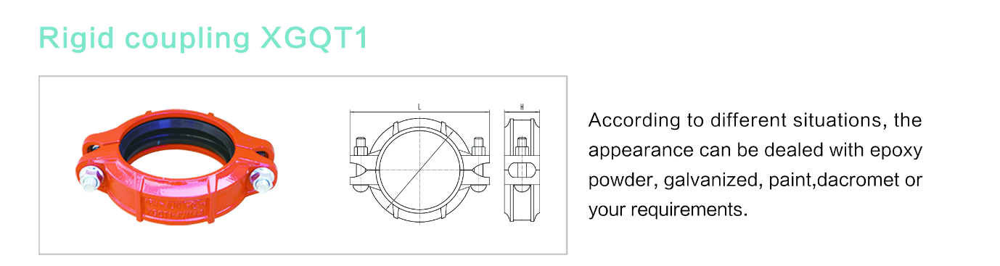 Rigid coupling XGQT1
L
H
According to different situations, the
appearance can be dealed with epoxy
powder, galvanized, paint,dacromet or
your requirements.